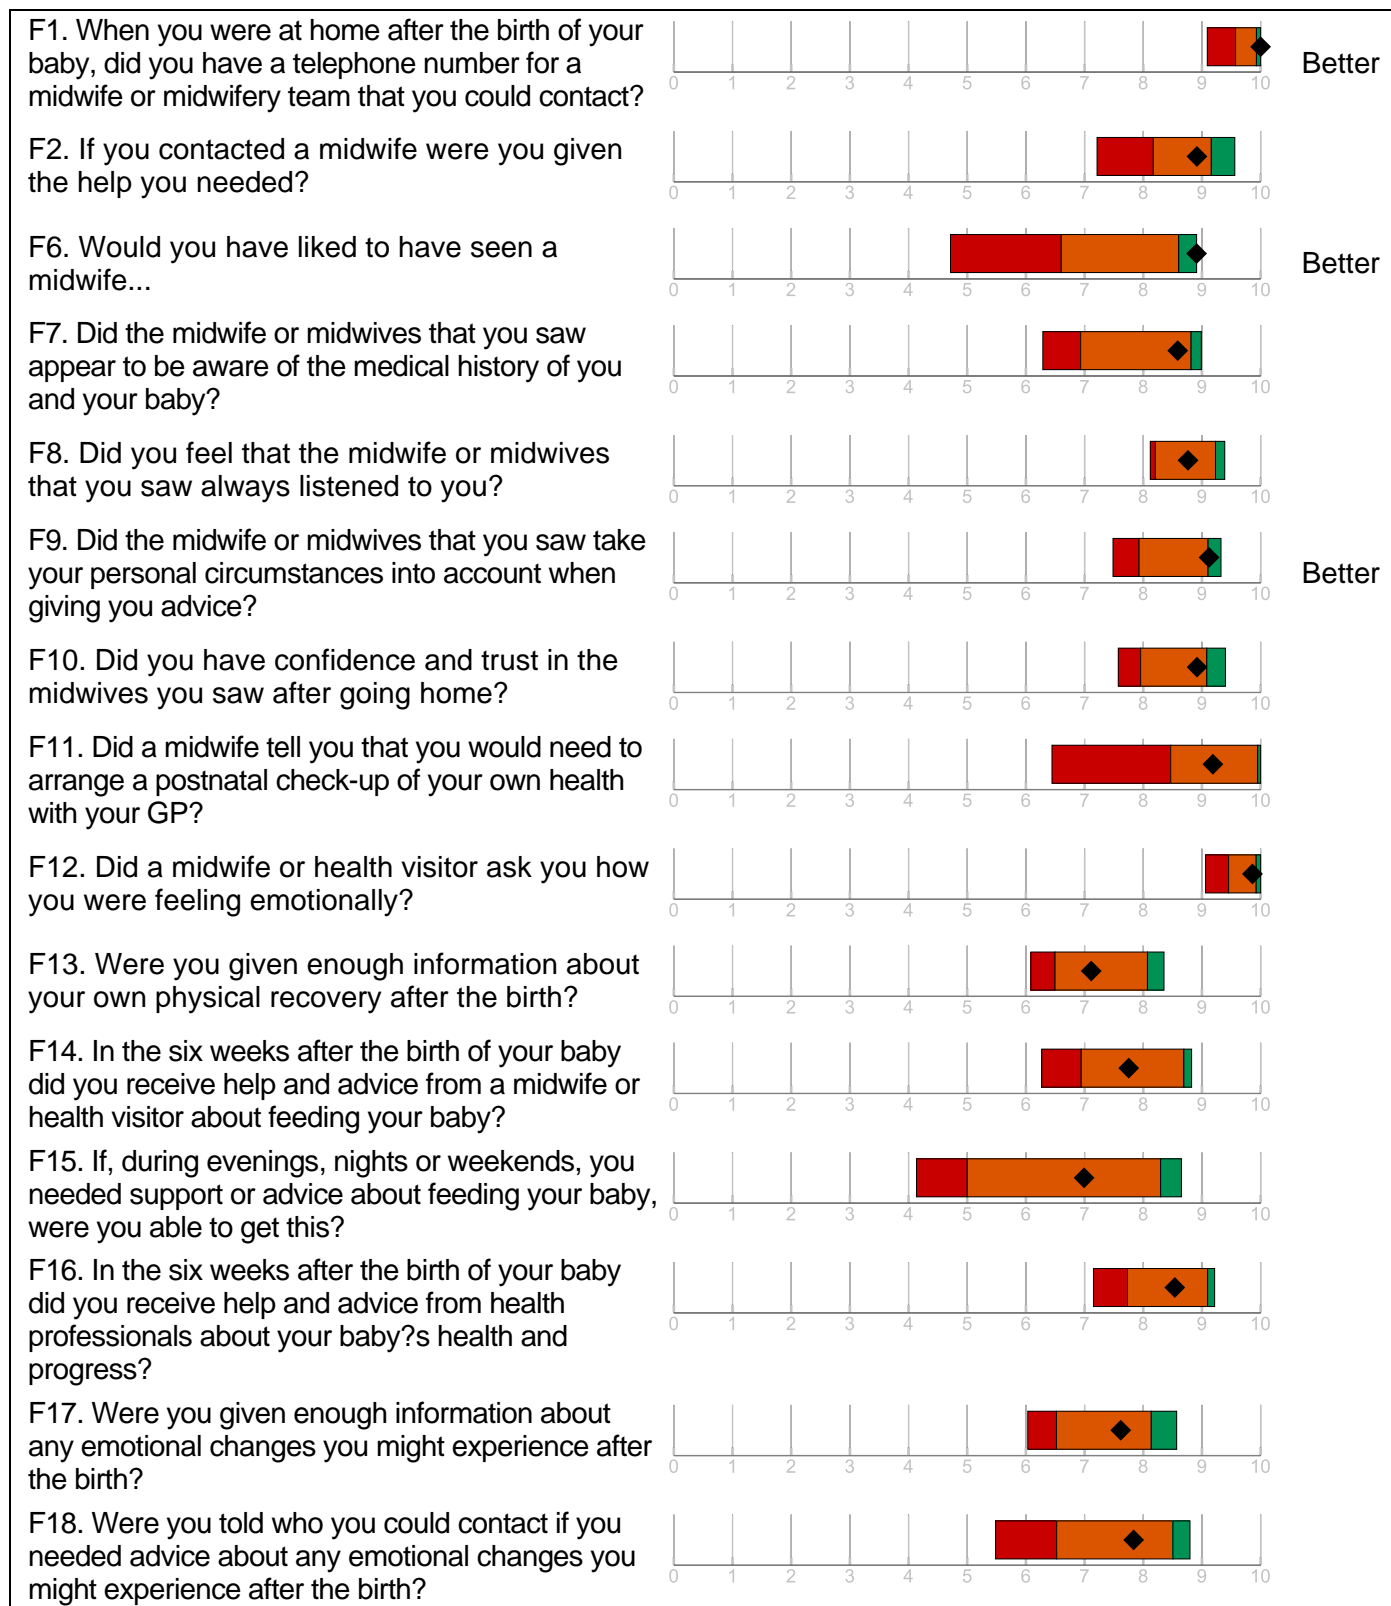 F1. When you were at home after the birth of your
baby, did you have a telephone number for a
midwife or midwifery team that you could contact?
0 1 2 3 4 5 6 7 8 9 10
Better
F2. If you contacted a midwife were you given
the help you needed?
0 1 2 3 4 5 6 7 8 9 10
F6. Would you have liked to have seen a
midwife...
0 1 2 3 4 5 6 7 8 9 10
Better
F7. Did the midwife or midwives that you saw
appear to be aware of the medical history of you
and your baby?
0 1 2 3 4 5 6 7 8 9 10
F8. Did you feel that the midwife or midwives
that you saw always listened to you?
0 1 2 3 4 5 6 7 8 9 10
F9. Did the midwife or midwives that you saw take
your personal circumstances into account when
giving you advice?
0 1 2 3 4 5 6 7 8 9 10
Better
F10. Did you have confidence and trust in the
midwives you saw after going home?
0 1 2 3 4 5 6 7 8 9 10
F11. Did a midwife tell you that you would need to
arrange a postnatal check-up of your own health
with your GP?
0 1 2 3 4 5 6 7 8 9 10
F12. Did a midwife or health visitor ask you how
you were feeling emotionally?
0 1 2 3 4 5 6 7 8 9 10
F13. Were you given enough information about
your own physical recovery after the birth?
0 1 2 3 4 5 6 7 8 9 10
F14. In the six weeks after the birth of your baby
did you receive help and advice from a midwife or
health visitor about feeding your baby?
0 1 2 3 4 5 6 7 8 9 10
F15. If, during evenings, nights or weekends, you
needed support or advice about feeding your baby,
were you able to get this?
0 1 2 3 4 5 6 7 8 9 10
F16. In the six weeks after the birth of your baby
did you receive help and advice from health
professionals about your baby?s health and
progress?
0 1 2 3 4 5 6 7 8 9 10
F17. Were you given enough information about
any emotional changes you might experience after
the birth?
0 1 2 3 4 5 6 7 8 9 10
F18. Were you told who you could contact if you
needed advice about any emotional changes you
might experience after the birth?
0 1 2 3 4 5 6 7 8 9 10